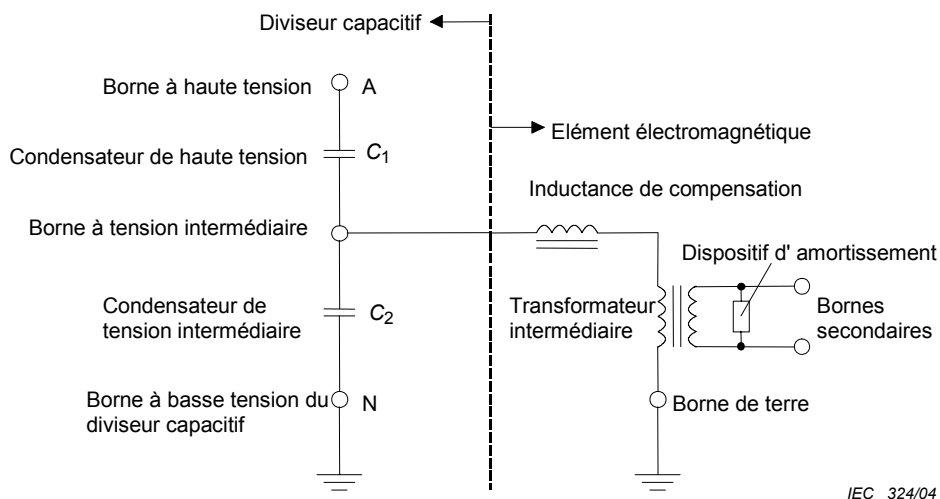 Diviseur capacitif
Borne à haute tension
A
Elément électromagnétique
Condensateur de haute tension
C1
Inductance de compensation
Borne à tension intermédiaire
Dispositif d' amortissement
Condensateur de
tension intermédiaire
C2
Transformateur
intermédiaire
Bornes
secondaires
Borne à basse tension du
diviseur capacitif
N
Borne de terre
IEC 324/04